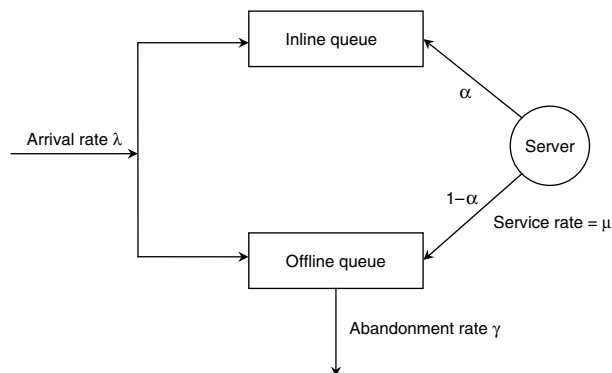 Inline queue
α
Arrival rate λ
Server
1−α
Service rate = μ
Offline queue
Abandonment rate γ